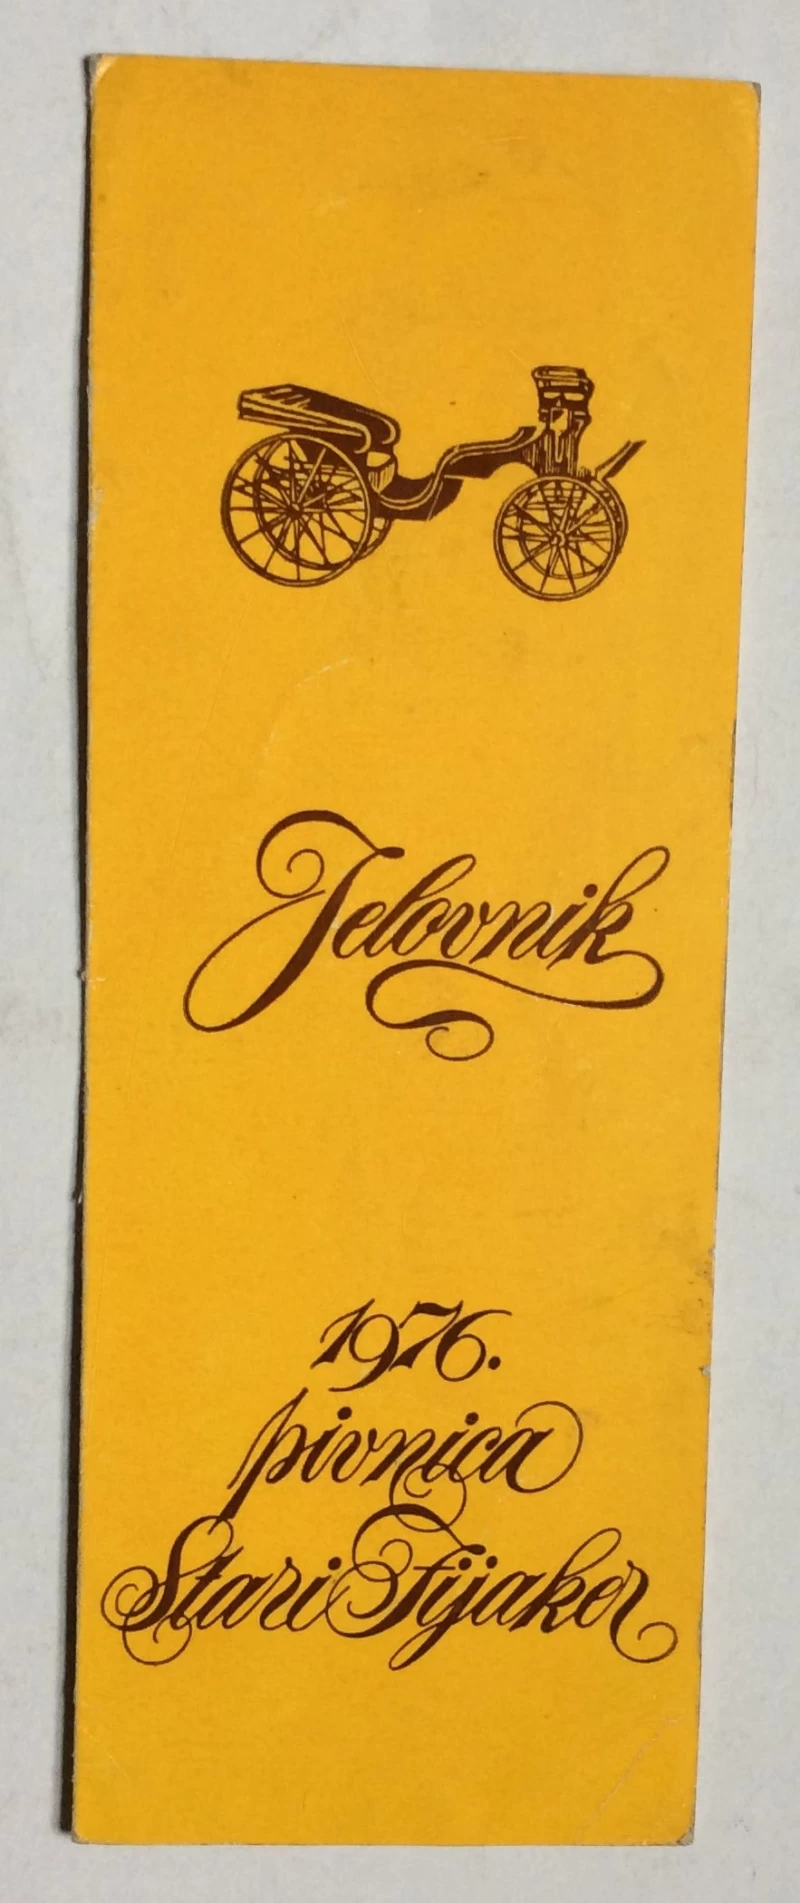 Jelovnik
1976.
pivnica
Stari Fijaker